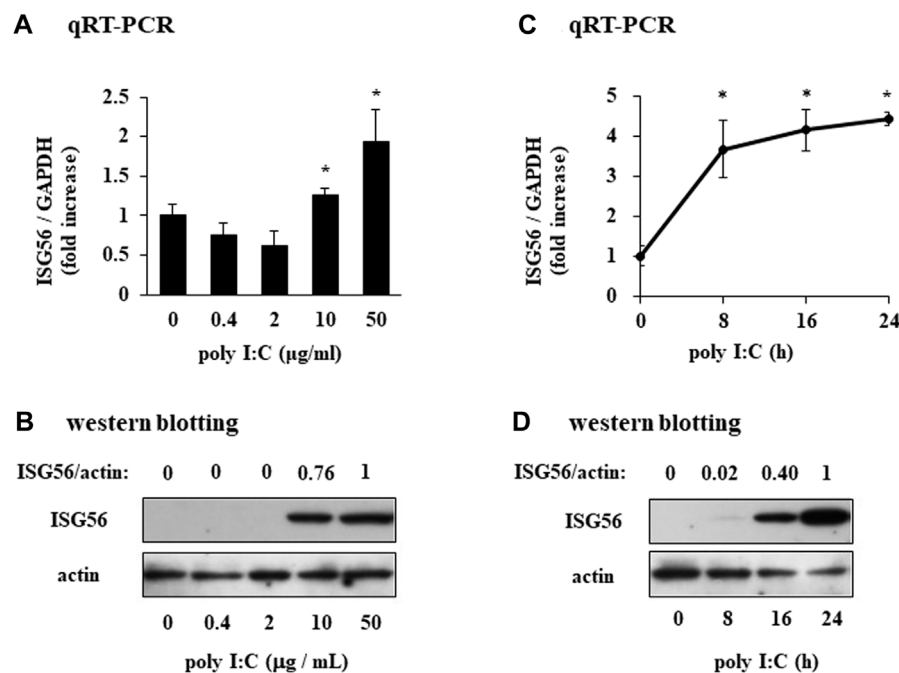 A qRT-PCR
ISG56 / GAPDH
(fold increase)
2.5
2
1.5
1
0.5
0
* *
0 0.4 2 10 50
poly I:C (μg/ml)
C qRT-PCR
ISG56 / GAPDH
(fold increase)
5
4
3
2
1
0
* * *
0 8 16 24
poly I:C (h)
B western blotting
ISG56/actin: 0 0 0 0.76 1
ISG56
actin
0 0.4 2 10 50
poly I:C (μg / mL)
D western blotting
ISG56/actin: 0 0.02 0.40 1
ISG56
actin
0 8 16 24
poly I:C (h)